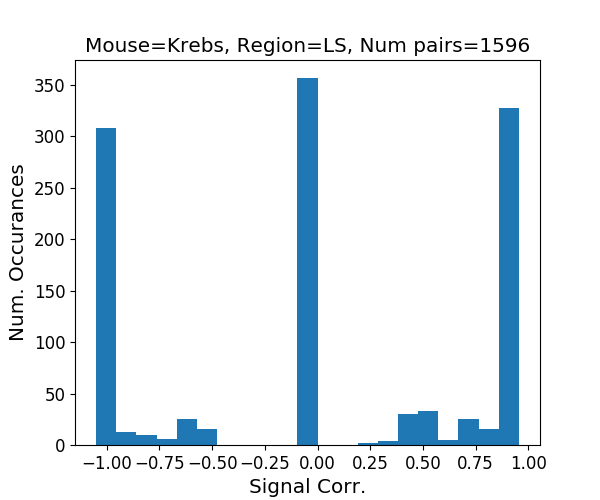 Mouse=Krebs, Region=LS, Num pairs=1596
Num. Occurances
350
300
250
200
150
100
50
0
−1.00 −0.75 −0.50 −0.25 0.00 0.25 0.50 0.75 1.00
Signal Corr.